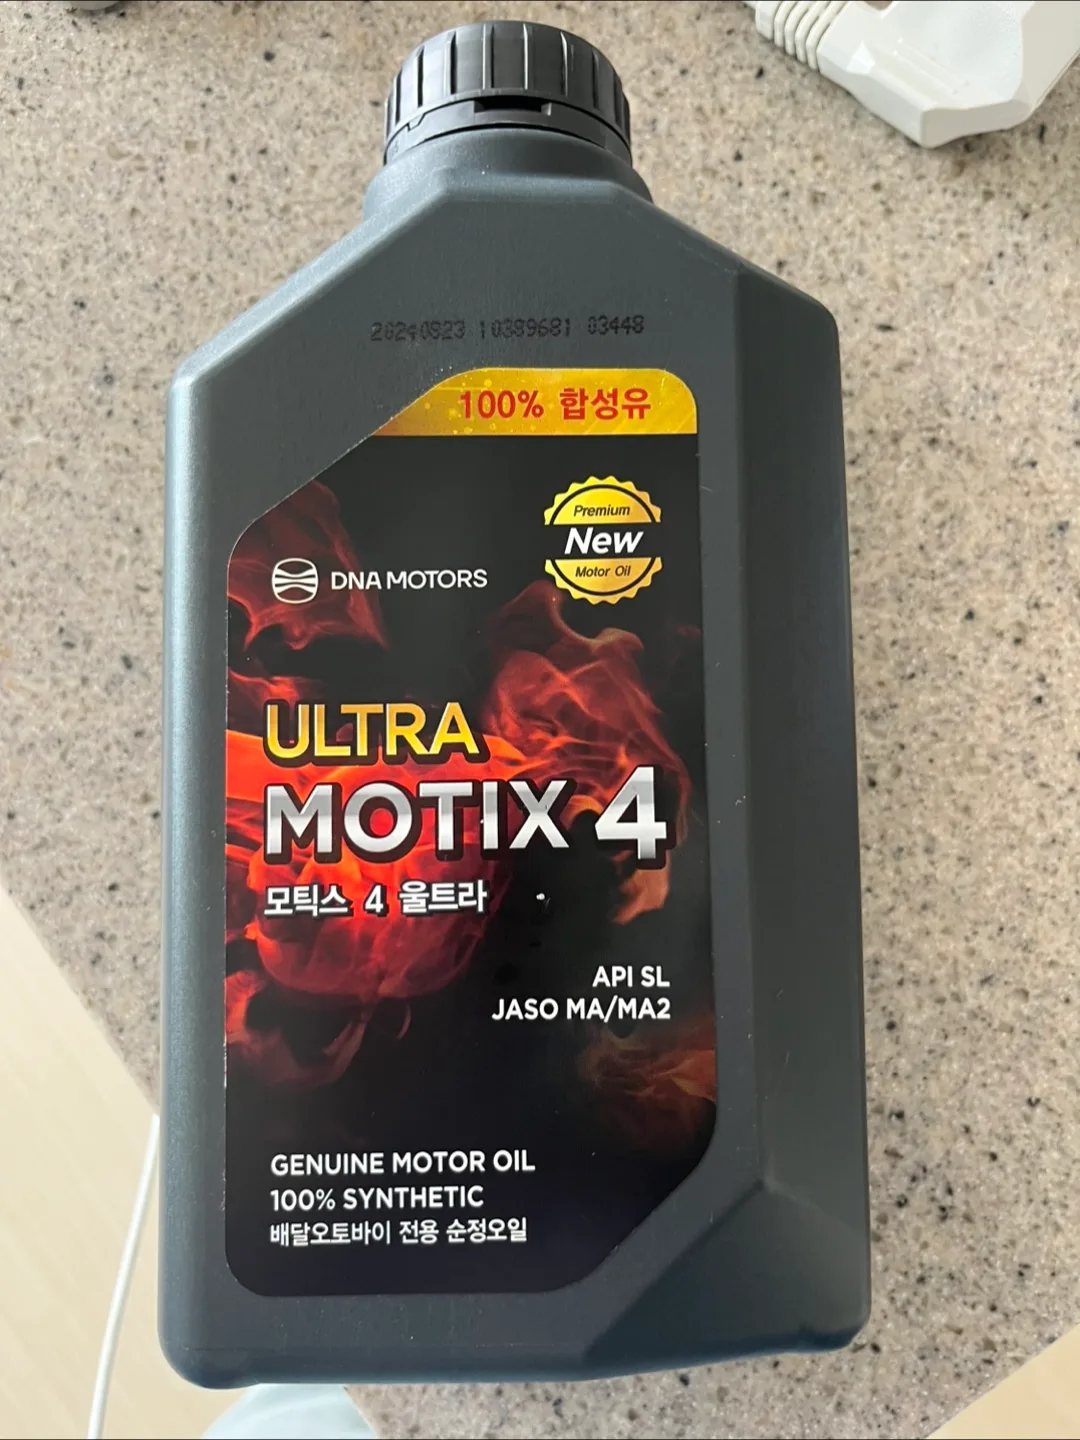 20240823 10389681 03448
100% 합성유
Premium
New
Motor Oil
DNA MOTORS
ULTRA
MOTIX 4
모틱스 4 울트라
API SL
JASO MA/MA2
GENUINE MOTOR OIL
100% SYNTHETIC
배달오토바이 전용 순정오일